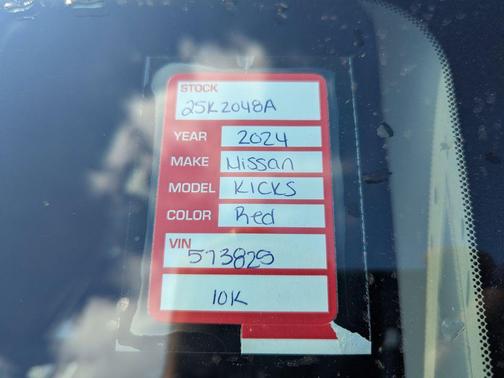 STOCK
25K2048A
YEAR 2024
MAKE Nissan
MODEL KICKS
COLOR Red
VIN 573829
10K